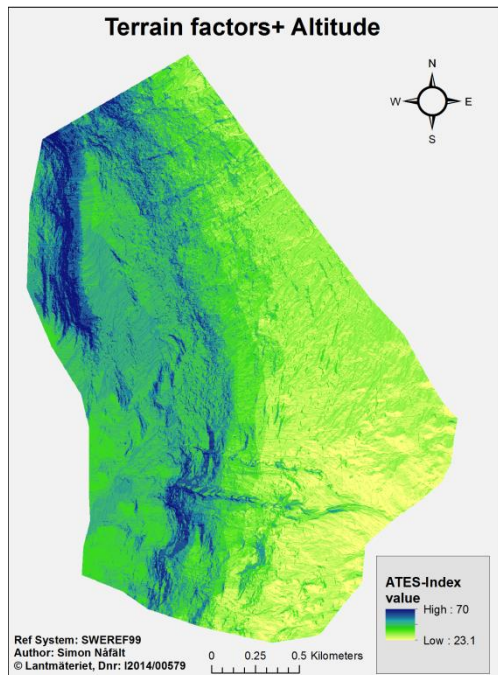 Terrain factors+ Altitude
N
W E
S
ATES-Index
value
High : 70
Low : 23.1
Ref System: SWEREF99
Author: Simon Nåfält
© Lantmäteriet, Dnr: I2014/00579
0 0.25 0.5 Kilometers